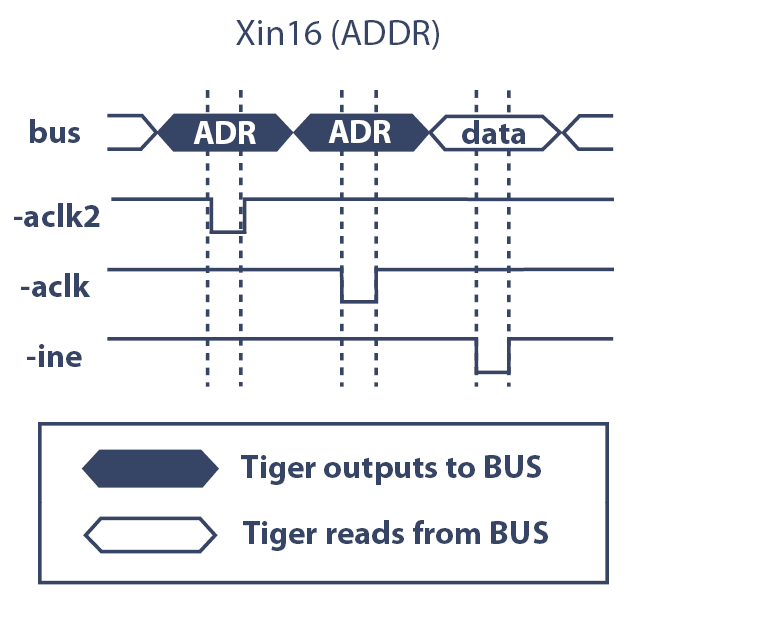 Xin16 (ADDR)
bus ADR ADR data
-aclk2
-aclk
-ine
Tiger outputs to BUS
Tiger reads from BUS